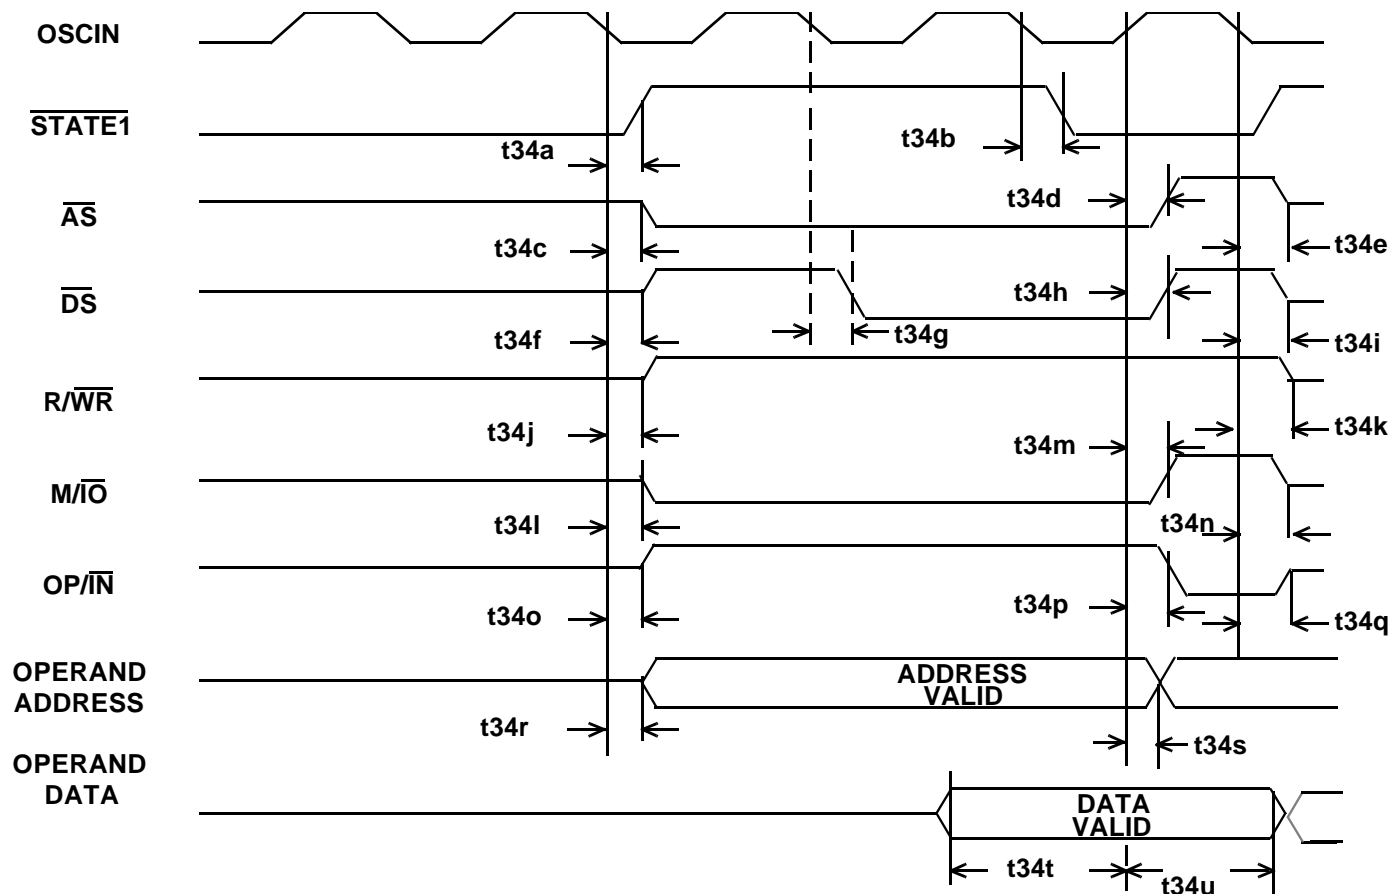 OSCIN
STATE1
t34a
t34b
AS
t34d
t34c
t34e
DS
t34h
t34f
t34g
t34i
R/WR
t34j
t34m
t34k
M/IO
t34l
t34n
OP/IN
t34o
t34p
t34q
OPERAND
ADDRESS
ADDRESS
VALID
t34r
t34s
OPERAND
DATA
DATA
VALID
t34t
t34u